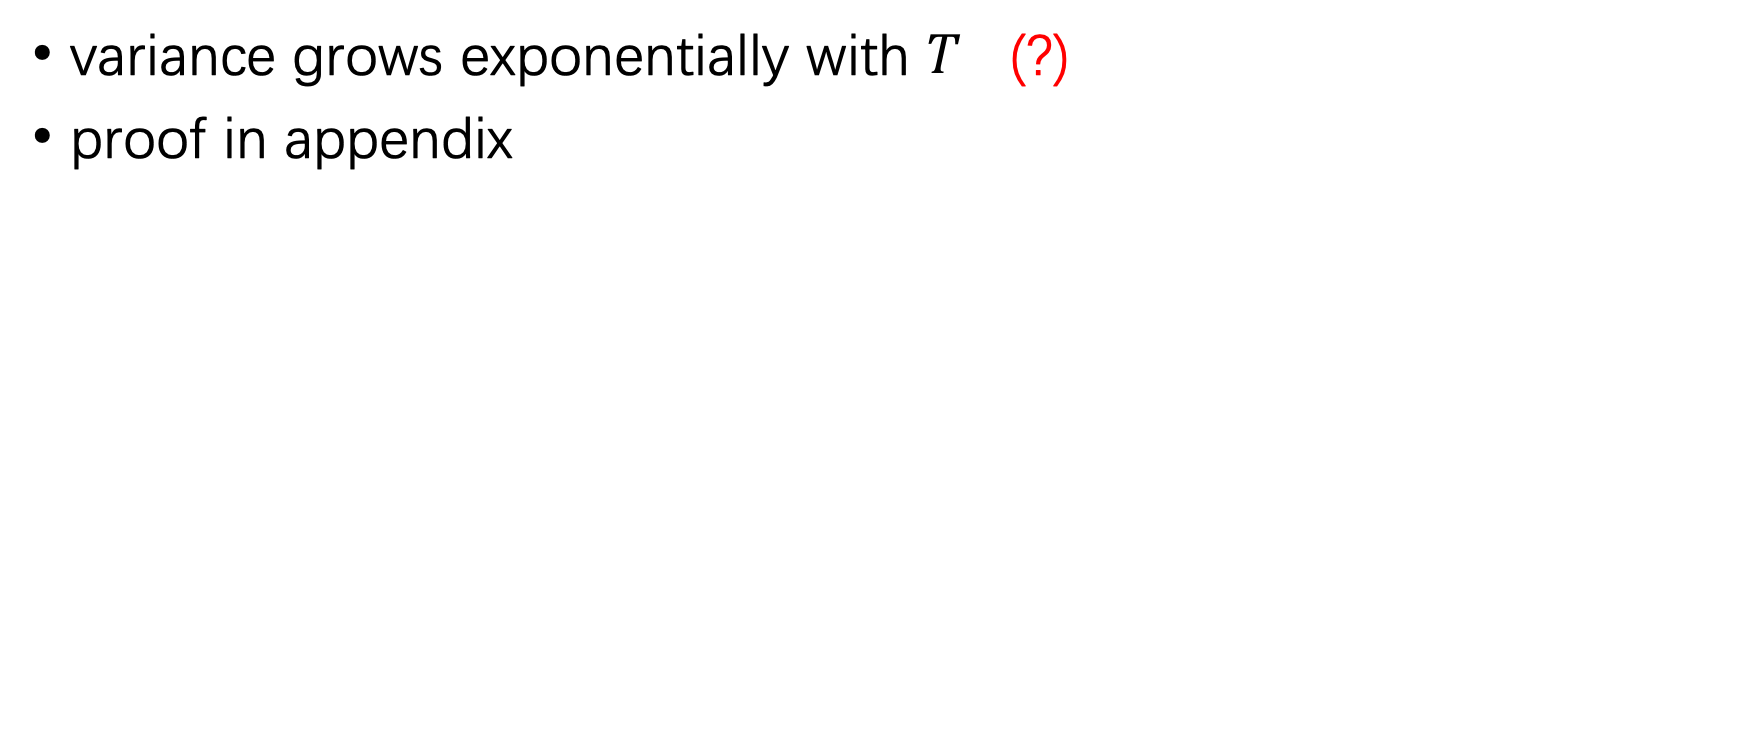 • variance grows exponentially with T (?)
• proof in appendix